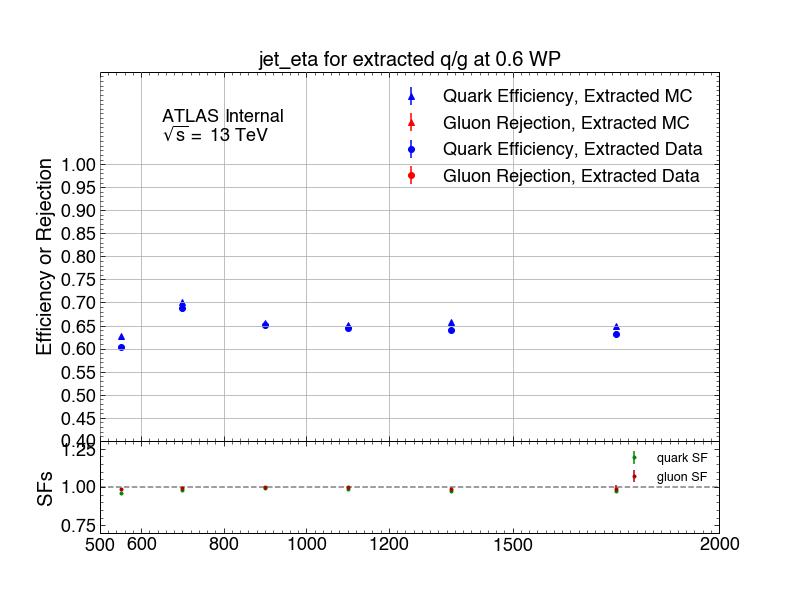 jet_eta for extracted q/g at 0.6 WP
ATLAS Internal
√s = 13 TeV
Quark Efficiency, Extracted MC
Gluon Rejection, Extracted MC
Quark Efficiency, Extracted Data
Gluon Rejection, Extracted Data
Efficiency or Rejection
1.00
0.95
0.90
0.85
0.80
0.75
0.70
0.65
0.60
0.55
0.50
0.45
0.40
SFs
1.25
1.00
0.75
quark SF
gluon SF
500 600 800 1000 1200 1500 2000